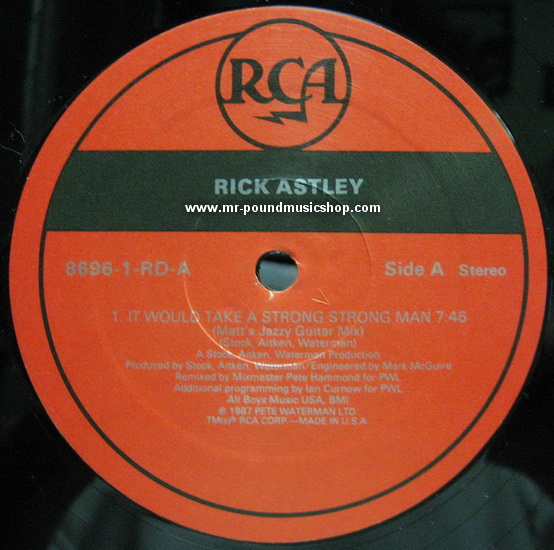 RCA
RICK ASTLEY
www.mr-poundmusicshop.com
8696-1-RD-A
Side A Stereo
1. IT WOULD TAKE A STRONG STRONG MAN 7:46
(Matt's Jazzy Guitar Mix)
(Stock, Aitken, Waterman)
A Stock, Aitken, Waterman Production
Produced by Stock, Aitken, Waterman/Engineered by Mark McGuire
Remixed by Mixmaster Pete Hammond for PWL
Additional programming by Ian Curnow for PWL
All Boys Music USA, BMI
℗ 1987 PETE WATERMAN LTD.
TM(s)® RCA CORP.—MADE IN U.S.A.